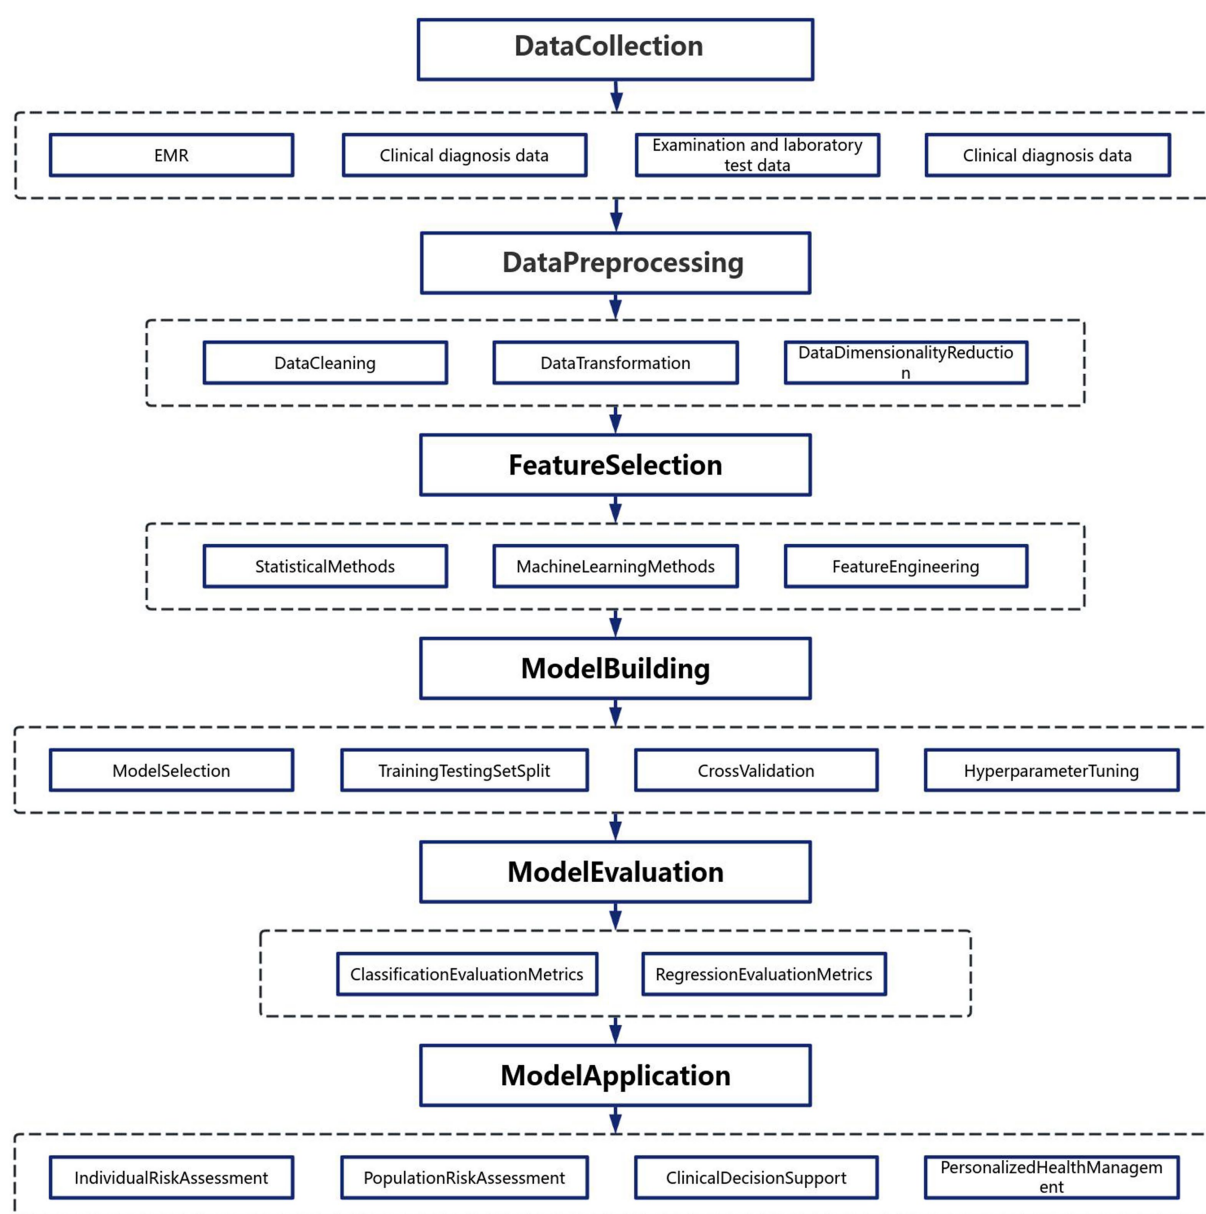 DataCollection
EMR
Clinical diagnosis data
Examination and laboratory
test data
Clinical diagnosis data
DataPreprocessing
DataCleaning
DataTransformation
DataDimensionalityReductio
n
FeatureSelection
StatisticalMethods
MachineLearningMethods
FeatureEngineering
ModelBuilding
ModelSelection
TrainingTestingSetSplit
CrossValidation
HyperparameterTuning
ModelEvaluation
ClassificationEvaluationMetrics
RegressionEvaluationMetrics
ModelApplication
IndividualRiskAssessment
PopulationRiskAssessment
ClinicalDecisionSupport
PersonalizedHealthManagem
ent